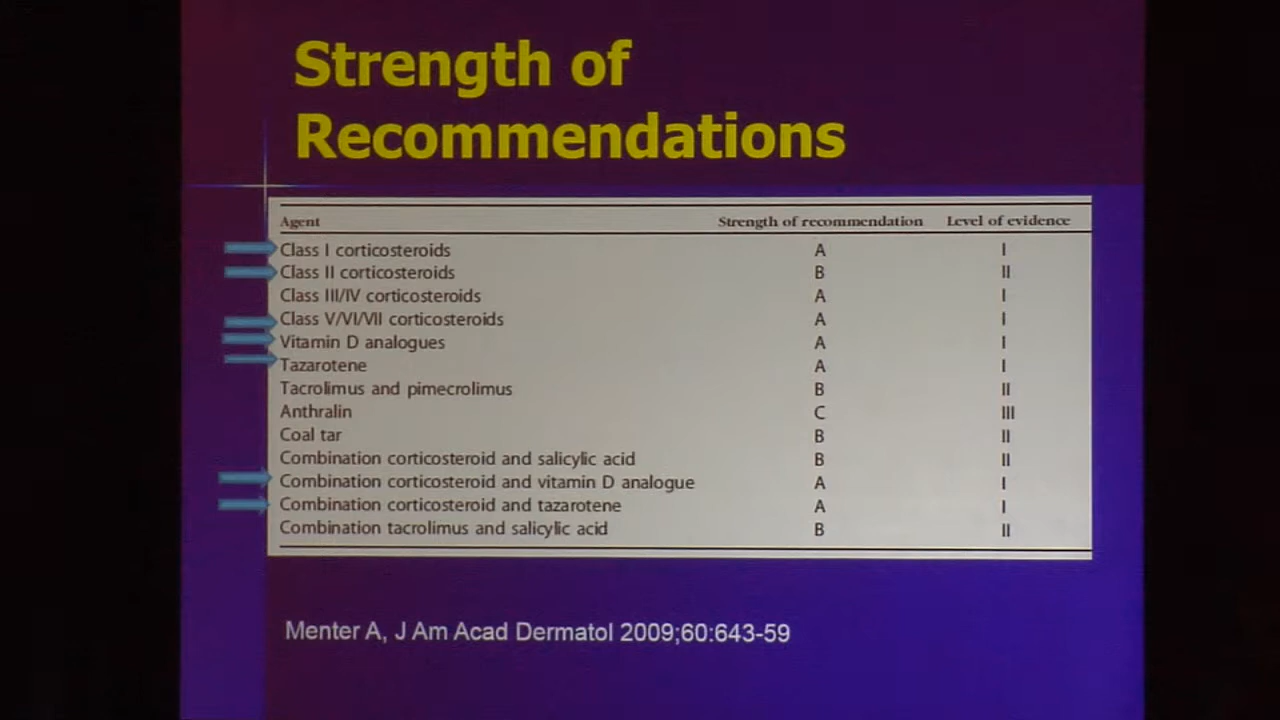 Strength of
Recommendations
Agent Strength of recommendation Level of evidence
Class I corticosteroids A I
Class II corticosteroids B II
Class III/IV corticosteroids A I
Class V/VI/VII corticosteroids A I
Vitamin D analogues A I
Tazarotene A I
Tacrolimus and pimecrolimus B II
Anthralin C III
Coal tar B II
Combination corticosteroid and salicylic acid B II
Combination corticosteroid and vitamin D analogue A I
Combination corticosteroid and tazarotene A I
Combination tacrolimus and salicylic acid B II
Menter A, J Am Acad Dermatol 2009;60:643-59